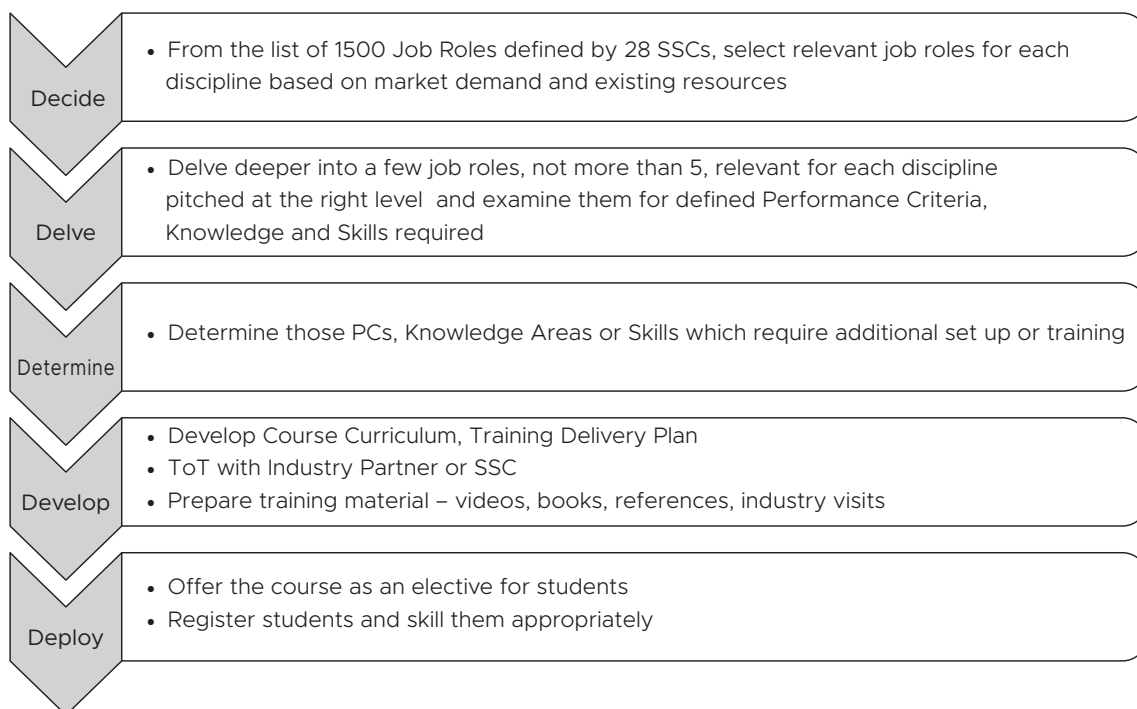 Decide
• From the list of 1500 Job Roles defined by 28 SSCs, select relevant job roles for each
discipline based on market demand and existing resources
Delve
• Delve deeper into a few job roles, not more than 5, relevant for each discipline
pitched at the right level and examine them for defined Performance Criteria,
Knowledge and Skills required
Determine
• Determine those PCs, Knowledge Areas or Skills which require additional set up or training
Develop
• Develop Course Curriculum, Training Delivery Plan
• ToT with Industry Partner or SSC
• Prepare training material – videos, books, references, industry visits
Deploy
• Offer the course as an elective for students
• Register students and skill them appropriately